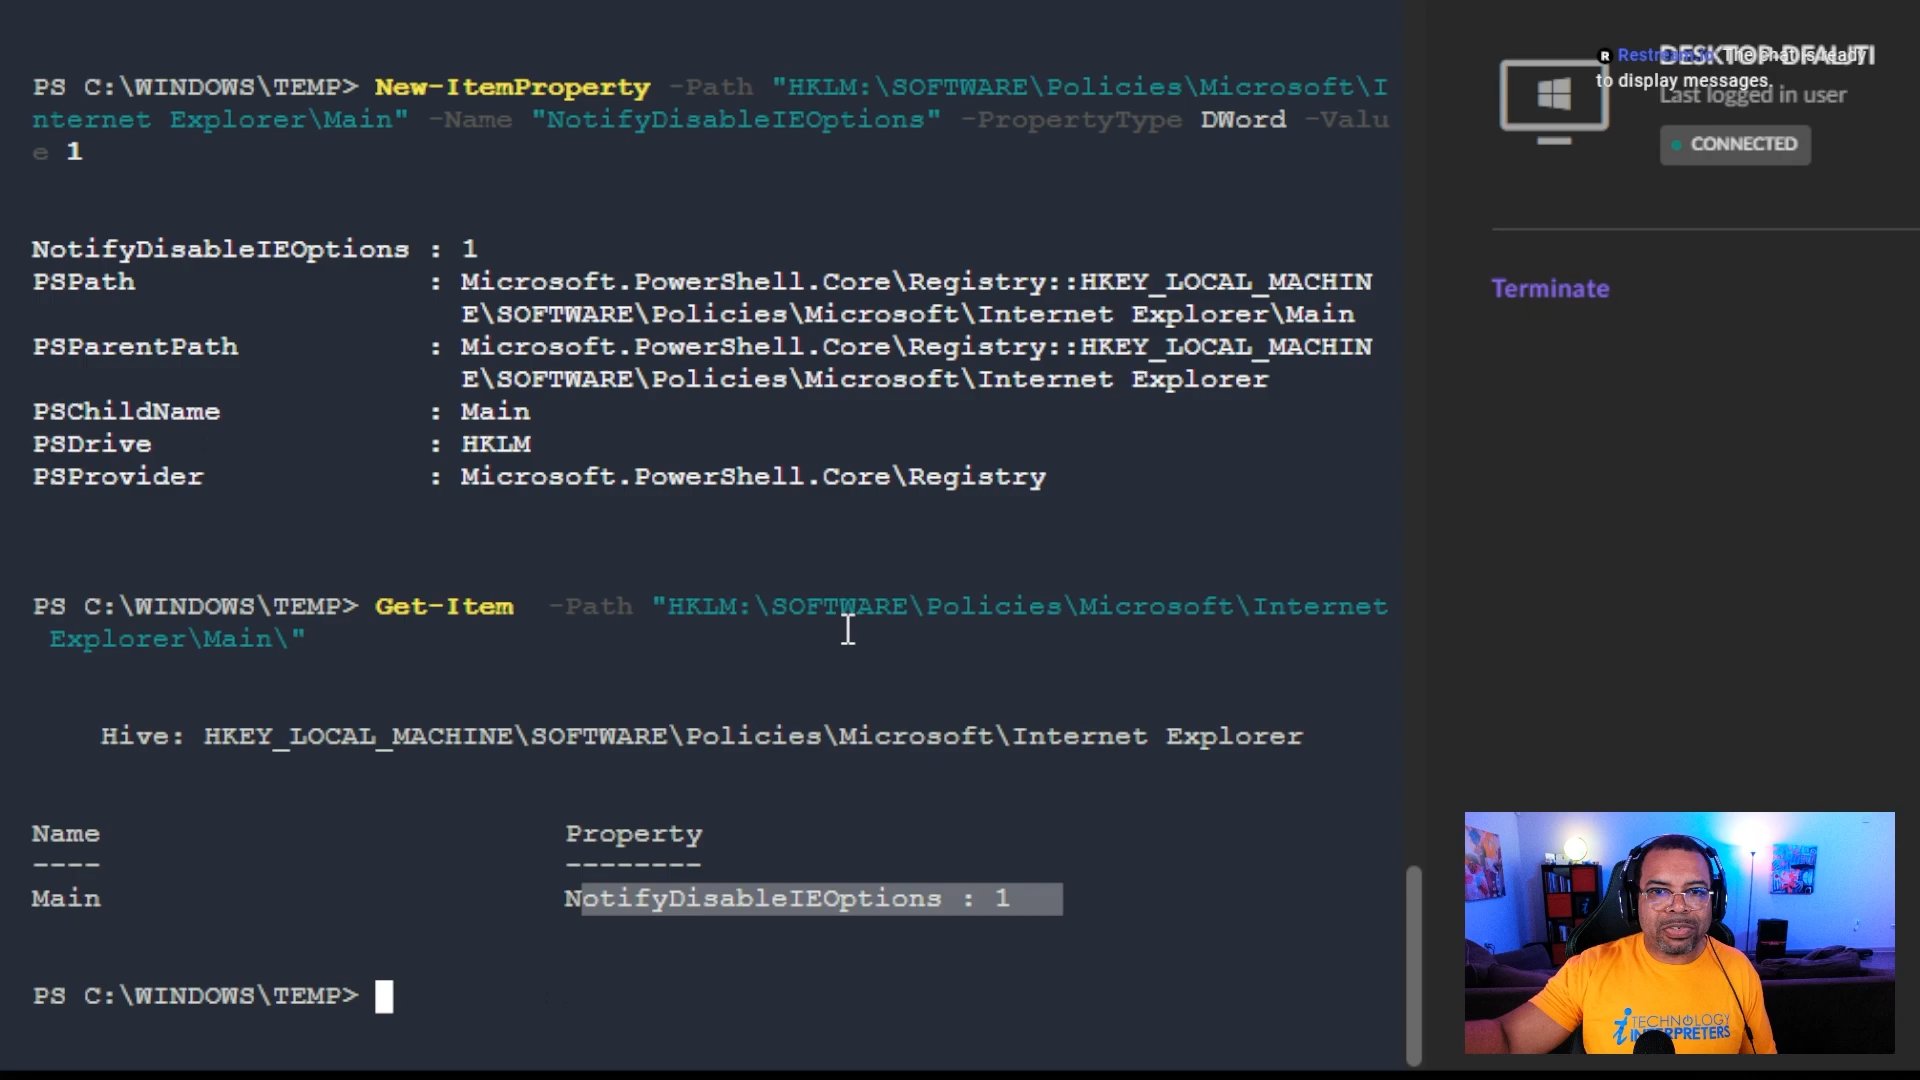 PS C:\WINDOWS\TEMP> New-ItemProperty -Path "HKLM:\SOFTWARE\Policies\Microsoft\I
nternet Explorer\Main" -Name "NotifyDisableIEOptions" -PropertyType DWord -Valu
e 1
NotifyDisableIEOptions : 1
PSPath : Microsoft.PowerShell.Core\Registry::HKEY_LOCAL_MACHIN
E\SOFTWARE\Policies\Microsoft\Internet Explorer\Main
PSParentPath : Microsoft.PowerShell.Core\Registry::HKEY_LOCAL_MACHIN
E\SOFTWARE\Policies\Microsoft\Internet Explorer
PSChildName : Main
PSDrive : HKLM
PSProvider : Microsoft.PowerShell.Core\Registry
PS C:\WINDOWS\TEMP> Get-Item -Path "HKLM:\SOFTWARE\Policies\Microsoft\Internet
Explorer\Main\"
Hive: HKEY_LOCAL_MACHINE\SOFTWARE\Policies\Microsoft\Internet Explorer
Name Property
---- --------
Main NotifyDisableIEOptions : 1
PS C:\WINDOWS\TEMP>
The chat is ready
to display messages.
Last logged in user
CONNECTED
Terminate
TECHNOLOGY